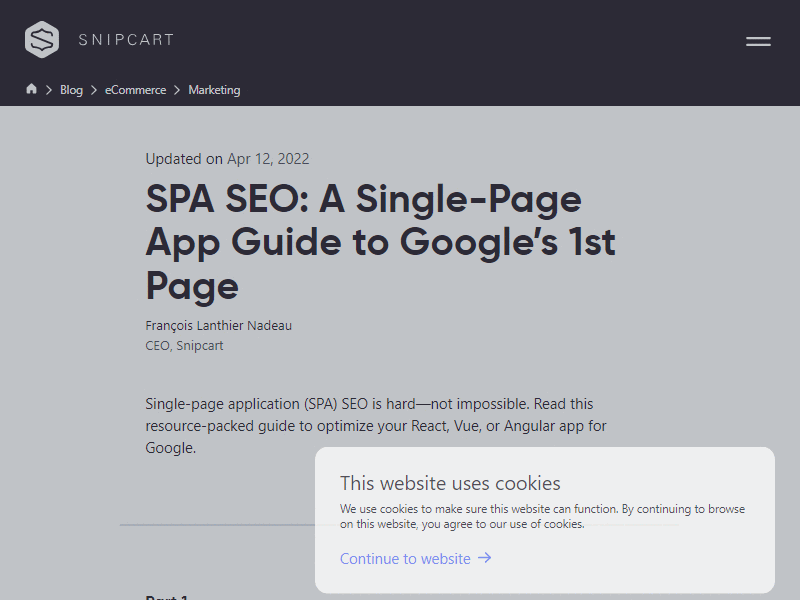 SNIPCART
Blog eCommerce Marketing
Updated on Apr 12, 2022
SPA SEO: A Single-Page
App Guide to Google’s 1st
Page
François Lanthier Nadeau
CEO, Snipcart
Single-page application (SPA) SEO is hard—not impossible. Read this
resource-packed guide to optimize your React, Vue, or Angular app for
Google.
This website uses cookies
We use cookies to make sure this website can function. By continuing to browse
on this website, you agree to our use of cookies.
Continue to website
Part 1